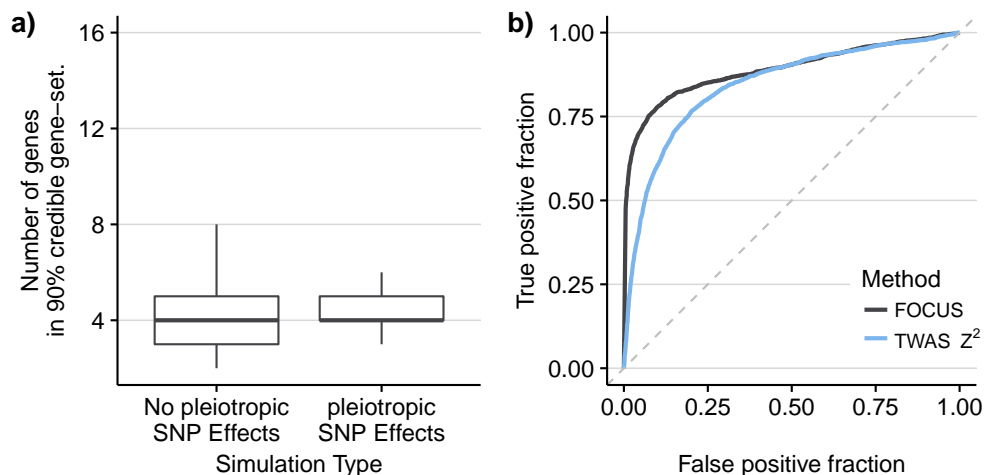 a)
Number of genes
in 90% credible gene−set.
16
12
8
4
No pleiotropic
SNP Effects
pleiotropic
SNP Effects
Simulation Type
b)
True positive fraction
1.00
0.75
0.50
0.25
0.00
Method
FOCUS
TWAS Z²
0.00
0.25
0.50
0.75
1.00
False positive fraction